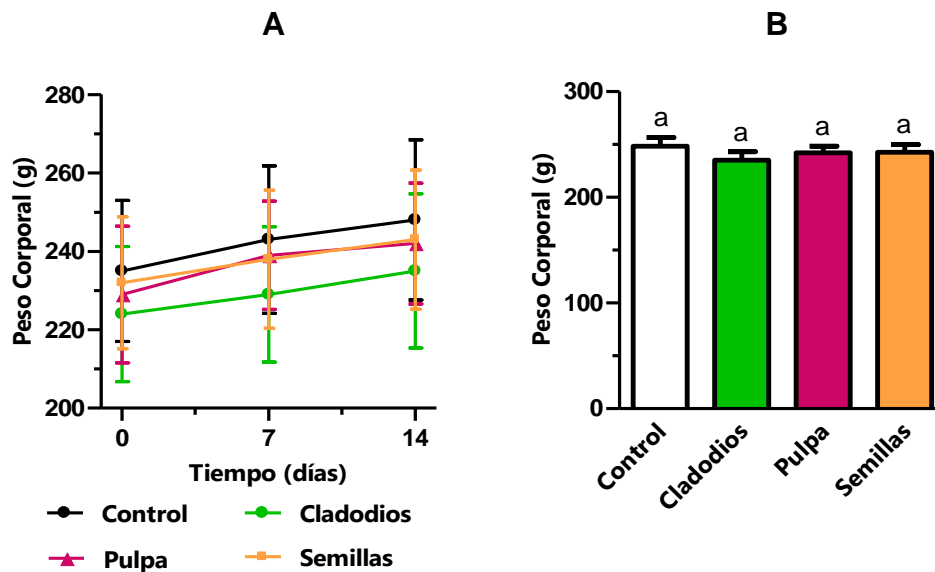 A
B
Peso Corporal (g)
280
260
240
220
200
0
7
14
Tiempo (días)
Control
Cladodios
Pulpa
Semillas
Peso Corporal (g)
300
200
100
0
a
a
a
a
Control
Cladodios
Pulpa
Semillas